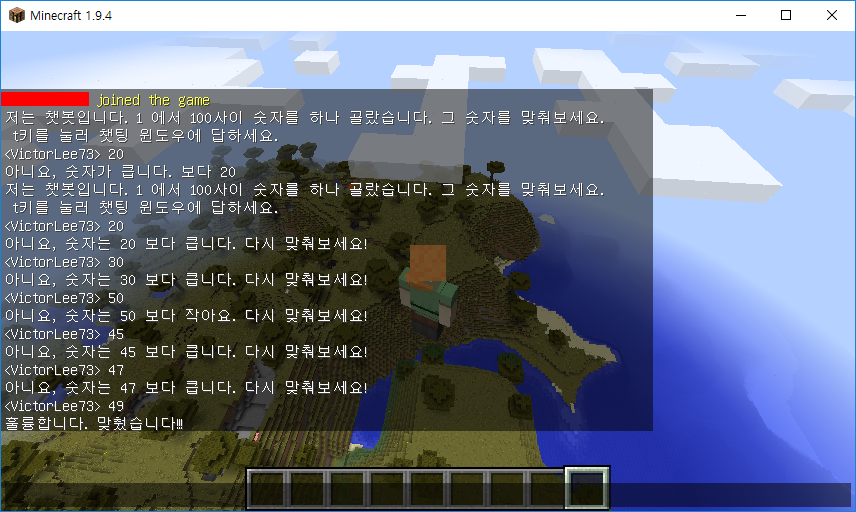 Minecraft 1.9.4
joined the game
저는 챗봇입니다. 1 에서 100사이 숫자를 하나 골랐습니다. 그 숫자를 맞춰보세요.
t키를 눌러 챗팅 윈도우에 답하세요.
<VictorLee73> 20
아니요, 숫자가 큽니다. 보다 20
저는 챗봇입니다. 1 에서 100사이 숫자를 하나 골랐습니다. 그 숫자를 맞춰보세요.
t키를 눌러 챗팅 윈도우에 답하세요.
<VictorLee73> 20
아니요, 숫자는 20 보다 큽니다. 다시 맞춰보세요!
<VictorLee73> 30
아니요, 숫자는 30 보다 큽니다. 다시 맞춰보세요!
<VictorLee73> 50
아니요, 숫자는 50 보다 작아요. 다시 맞춰보세요!
<VictorLee73> 45
아니요, 숫자는 45 보다 큽니다. 다시 맞춰보세요!
<VictorLee73> 47
아니요, 숫자는 47 보다 큽니다. 다시 맞춰보세요!
<VictorLee73> 49
훌륭합니다. 맞혔습니다!!!